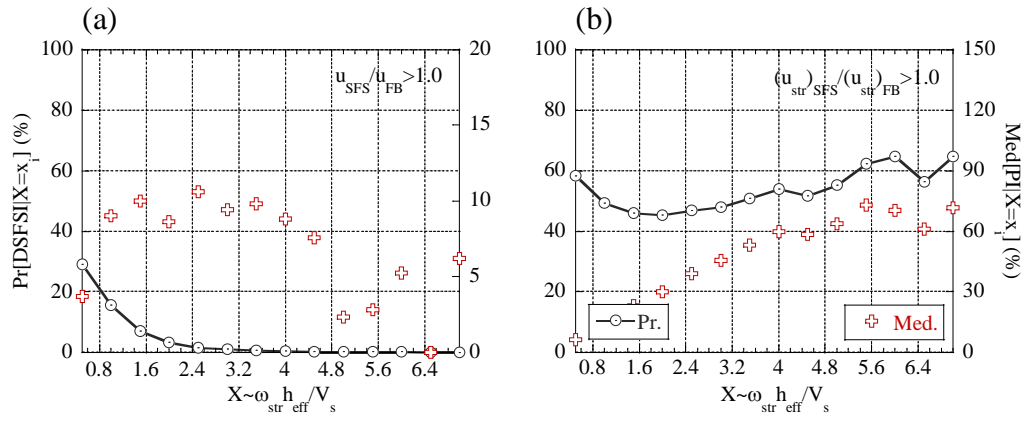 (a)
(b)
100
80
60
40
20
0
Pr[DSFSI|X=x_i] (%)
20
15
10
5
0
u_SFS/u_FB>1.0
0.8 1.6 2.4 3.2 4 4.8 5.6 6.4
X~ω_str h_eff/V_s
100
80
60
40
20
0
150
120
90
60
30
0
Med[PI|X=x_i] (%)
(u_str)_SFS/(u_str)_FB>1.0
Pr.
Med.
0.8 1.6 2.4 3.2 4 4.8 5.6 6.4
X~ω_str h_eff/V_s